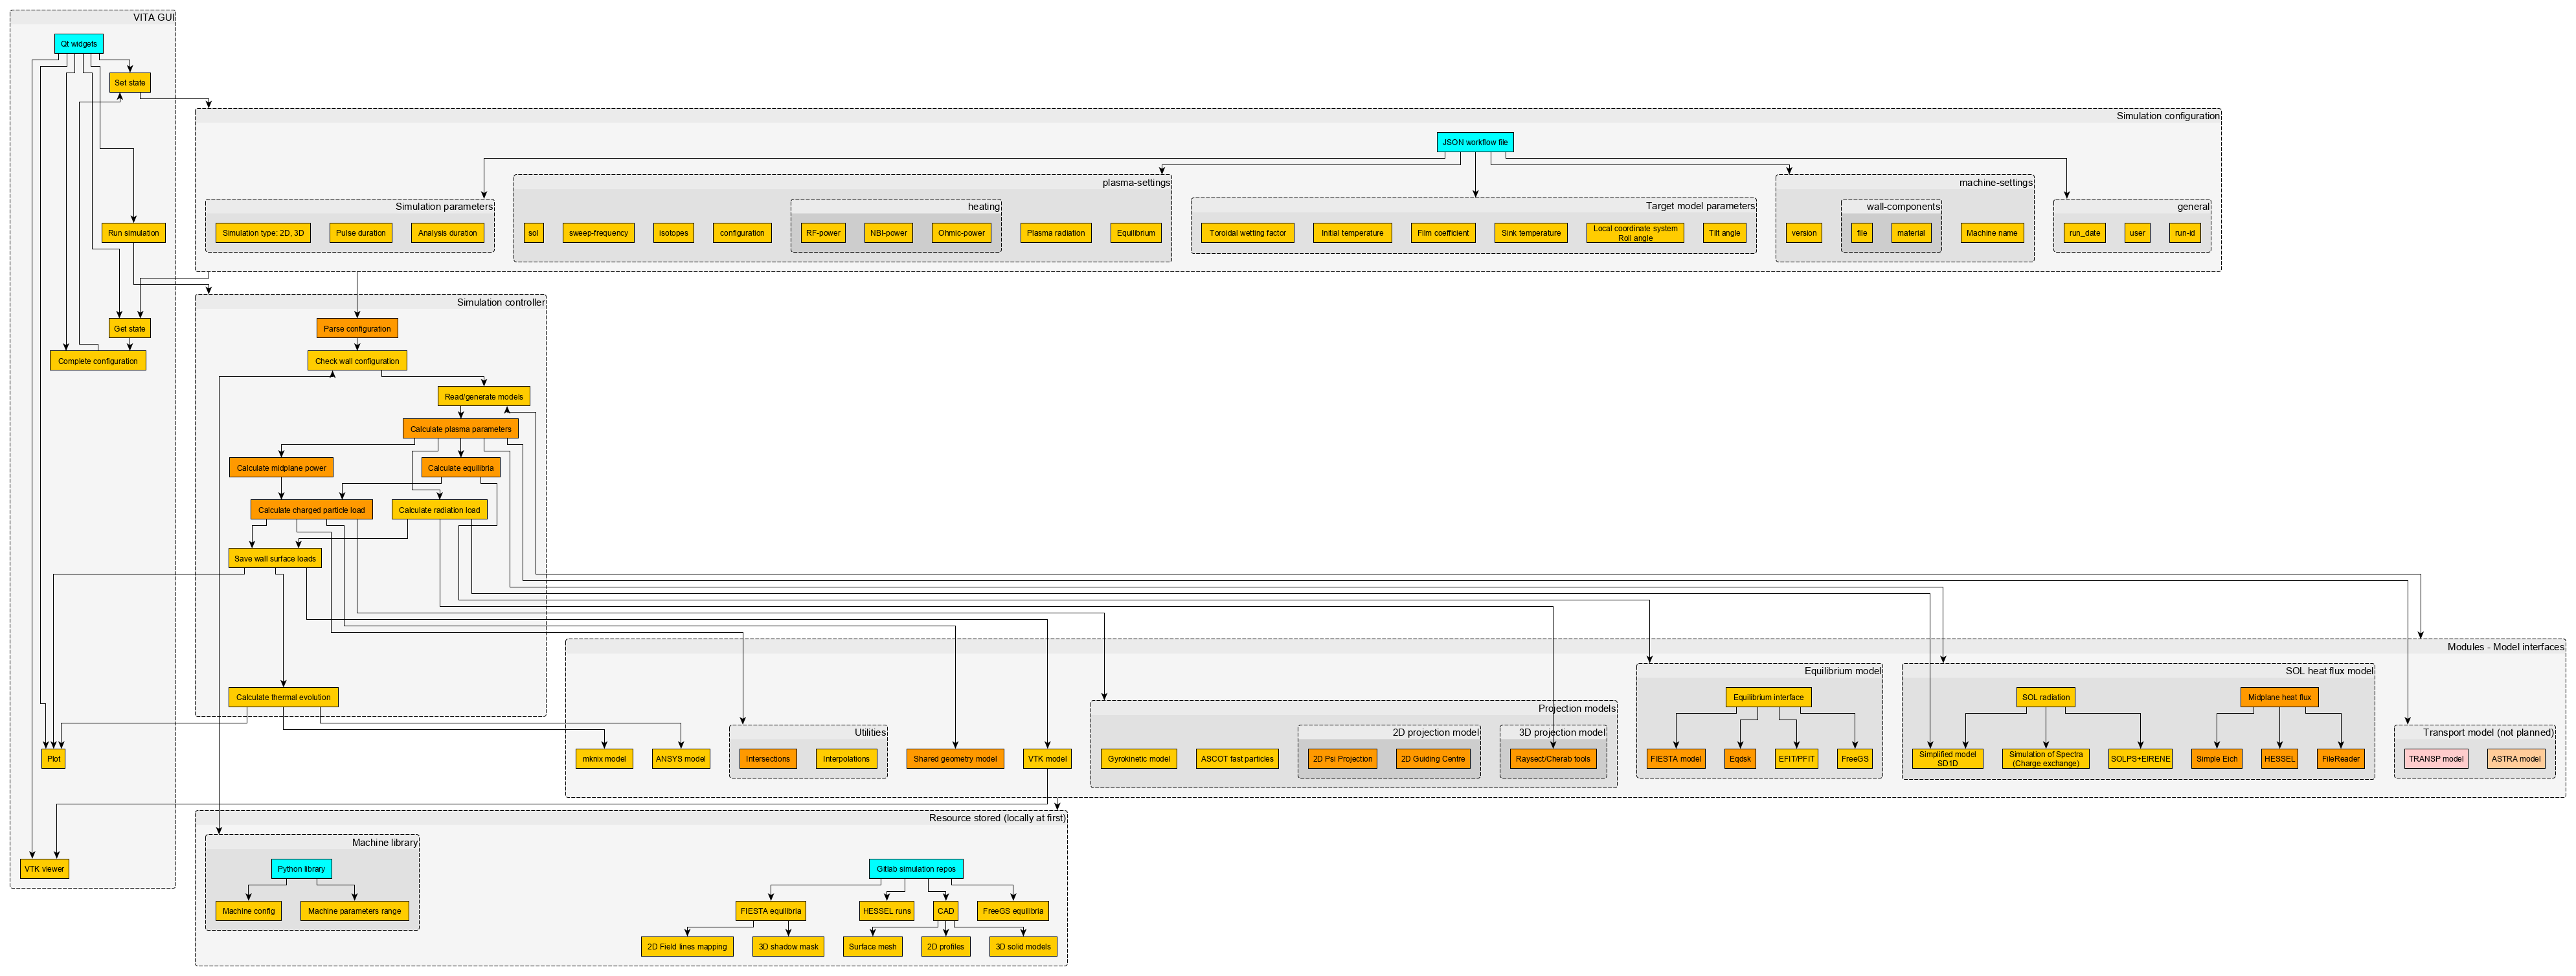 VITA GUI
Qt widgets
Set state
Run simulation
Get state
Complete configuration
Plot
VTK viewer
Simulation configuration
JSON workflow file
Simulation parameters
Simulation type: 2D, 3D
Pulse duration
Analysis duration
plasma-settings
sol
sweep-frequency
isotopes
configuration
heating
RF-power
NBI-power
Ohmic-power
Plasma radiation
Equilibrium
Target model parameters
Toroidal wetting factor
Initial temperature
Film coefficient
Sink temperature
Local coordinate system
Roll angle
Tilt angle
machine-settings
version
wall-components
file
material
Machine name
general
run_date
user
run-id
Simulation controller
Parse configuration
Check wall configuration
Read/generate models
Calculate plasma parameters
Calculate midplane power
Calculate equilibria
Calculate charged particle load
Calculate radiation load
Save wall surface loads
Calculate thermal evolution
Modules - Model interfaces
mknix model
ANSYS model
Utilities
Intersections
Interpolations
Shared geometry model
VTK model
Projection models
Gyrokinetic model
ASCOT fast particles
2D projection model
2D Psi Projection
2D Guiding Centre
3D projection model
Raysect/Cherab tools
Equilibrium model
Equilibrium interface
FIESTA model
Eqdsk
EFIT/PFIT
FreeGS
SOL heat flux model
SOL radiation
Midplane heat flux
Simplified model
SD1D
Simulation of Spectra
(Charge exchange)
SOLPS+EIRENE
Simple Eich
HESSEL
FileReader
Transport model (not planned)
TRANSP model
ASTRA model
Resource stored (locally at first)
Machine library
Python library
Machine config
Machine parameters range
Gitlab simulation repos
FIESTA equilibria
HESSEL runs
CAD
FreeGS equilibria
2D Field lines mapping
3D shadow mask
Surface mesh
2D profiles
3D solid models